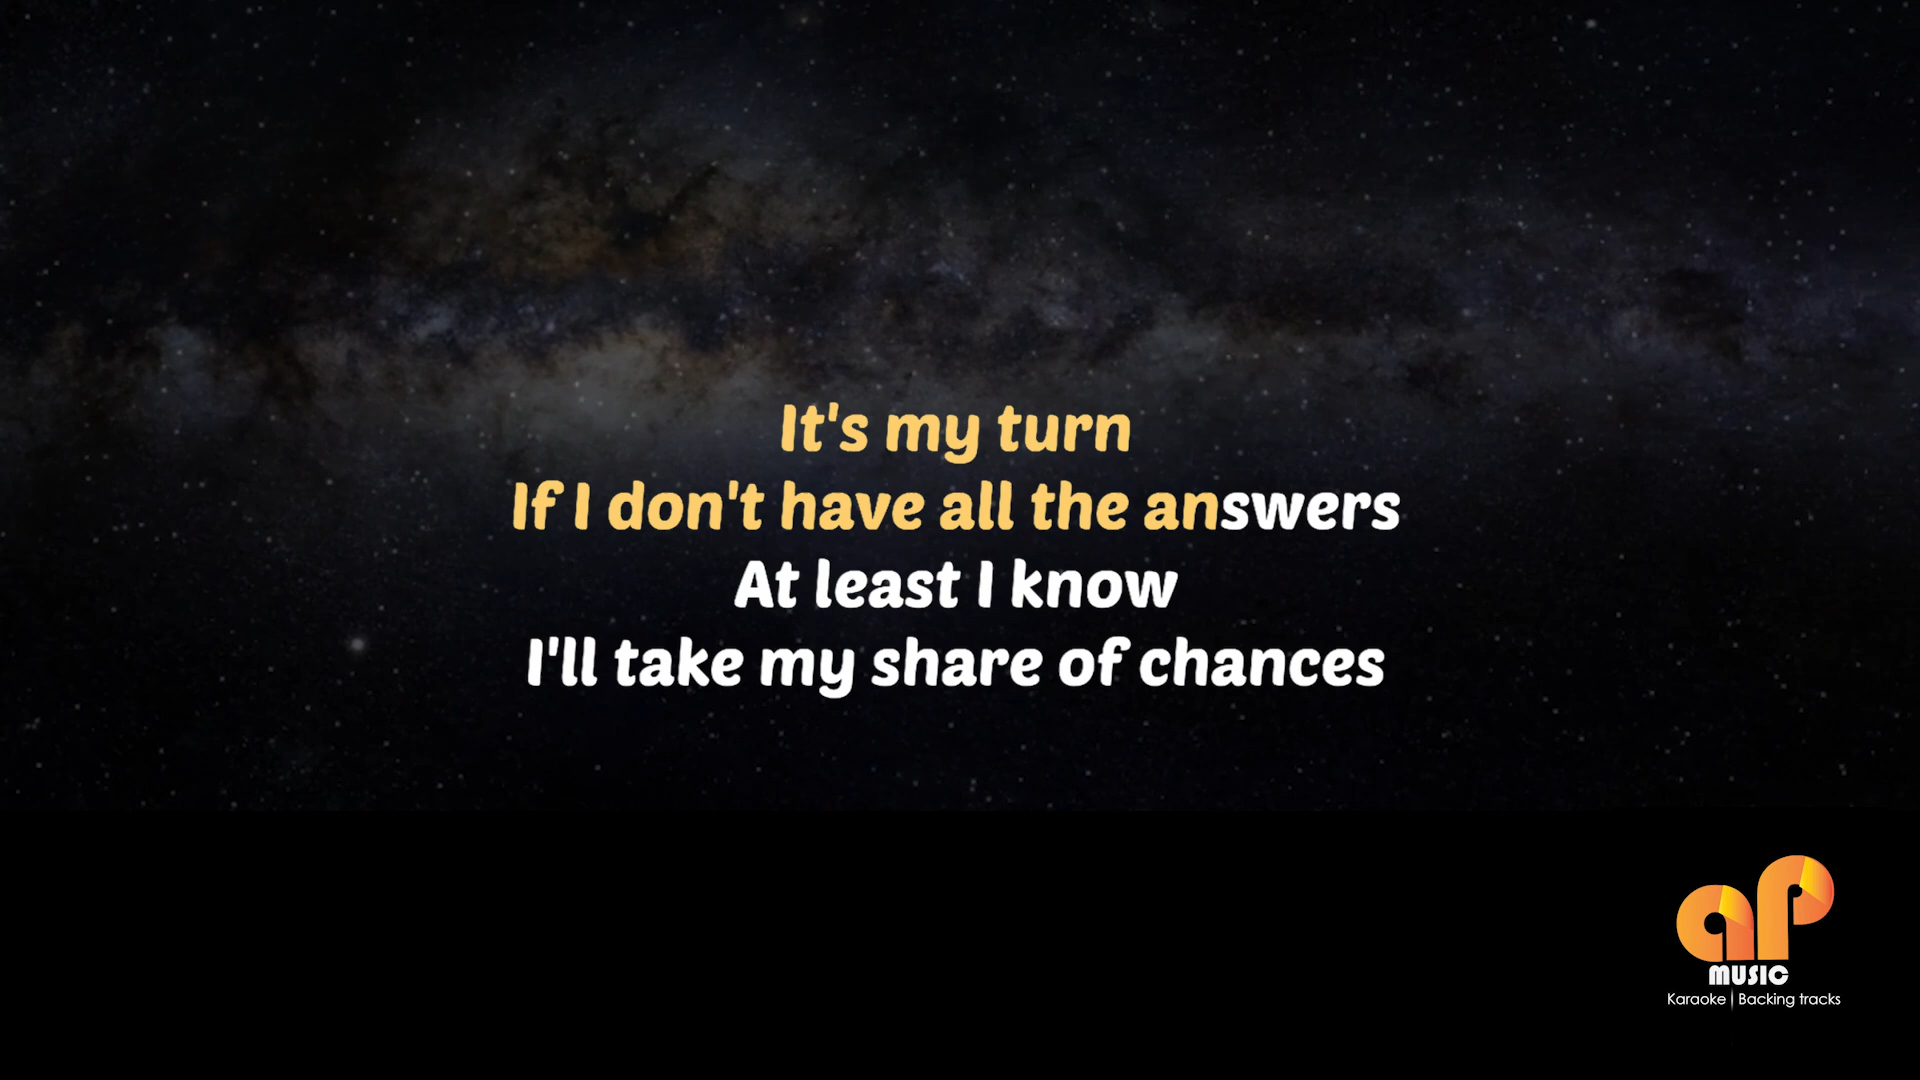 It's my turn
If I don't have all the answers
At least I know
I'll take my share of chances
aP
MUSIC
Karaoke | Backing tracks